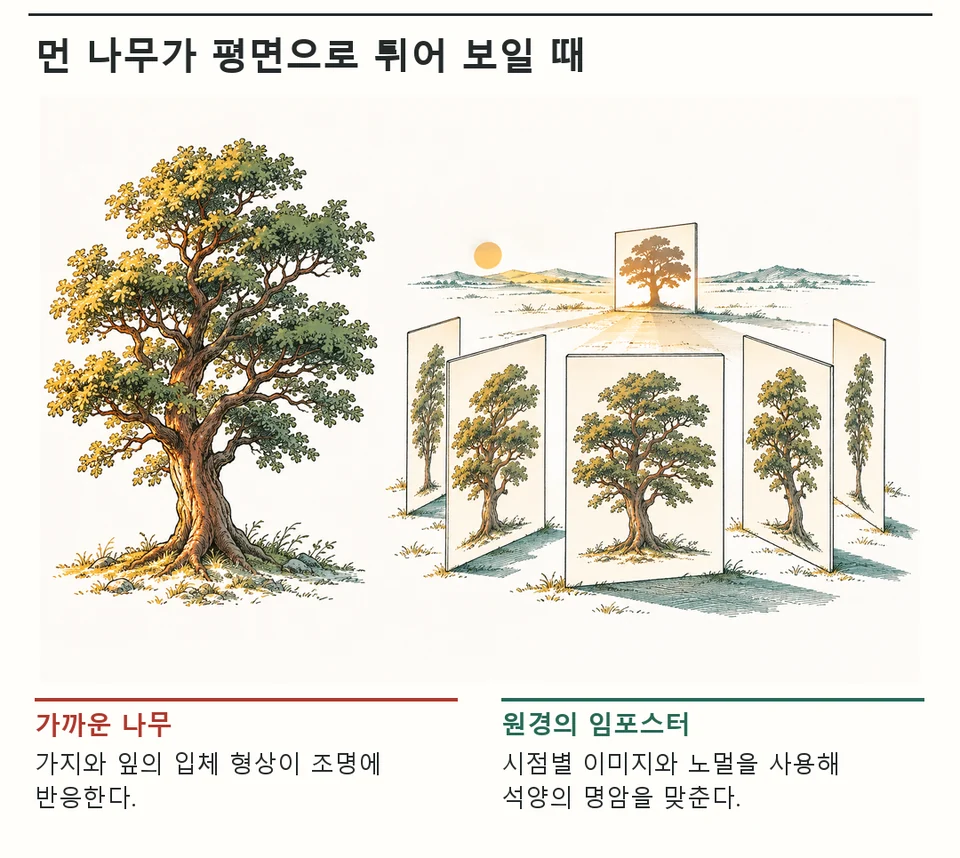 먼 나무가 평면으로 튀어 보일 때
가까운 나무
가지와 잎의 입체 형상이 조명에
반응한다.
원경의 임포스터
시점별 이미지와 노멀을 사용해
석양의 명암을 맞춘다.